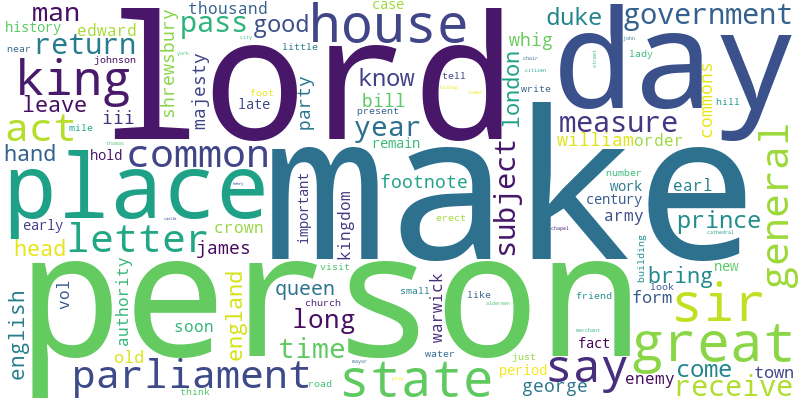 man edward thousand case
history pass good house duke government
return shrewsbury lord whig day
near johnson city little tell john lady
king majesty foot late party know london street commons
leave iii york present bill write choir citizen hill
act mile year measure
hand hold common remain william order
place thomas make subject number
footnote work earl general
early letter crown important kingdom erect century army prince
head james henry castle chapel cathedral
vol authority person visit building bring new
english soon england queen church small like friend look form
old long warwick aldermen merchant fact sir
time water just great
parliament mayor road state period say enemy come town
think play george receive